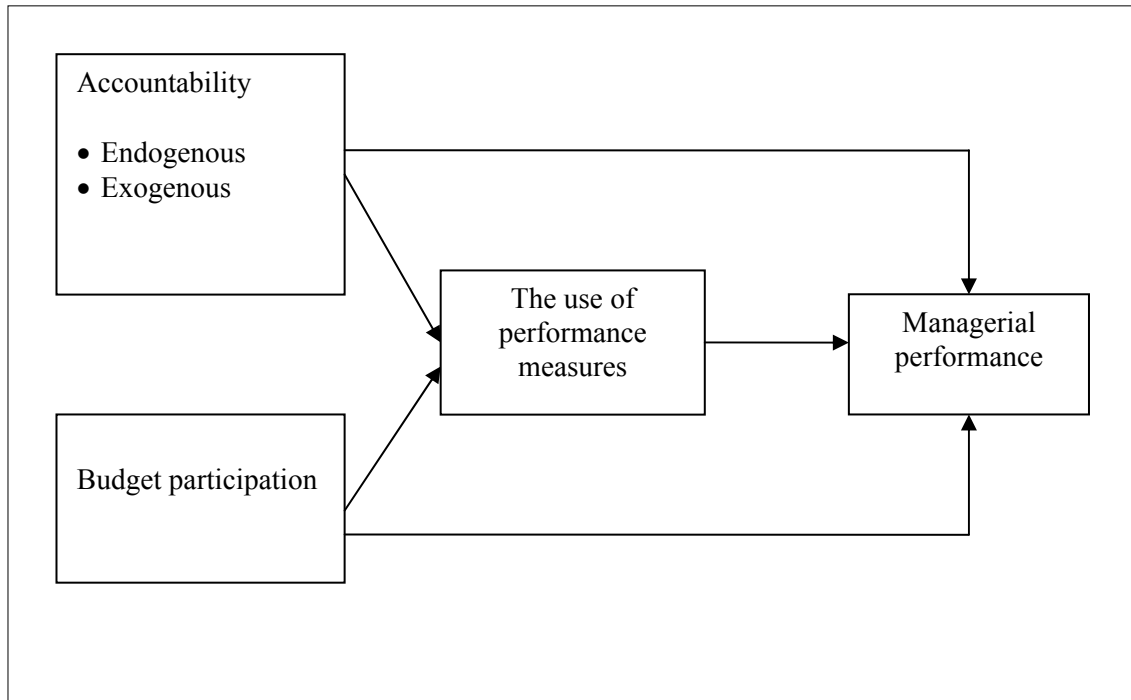 Accountability
• Endogenous
• Exogenous
The use of
performance
measures
Managerial
performance
Budget participation